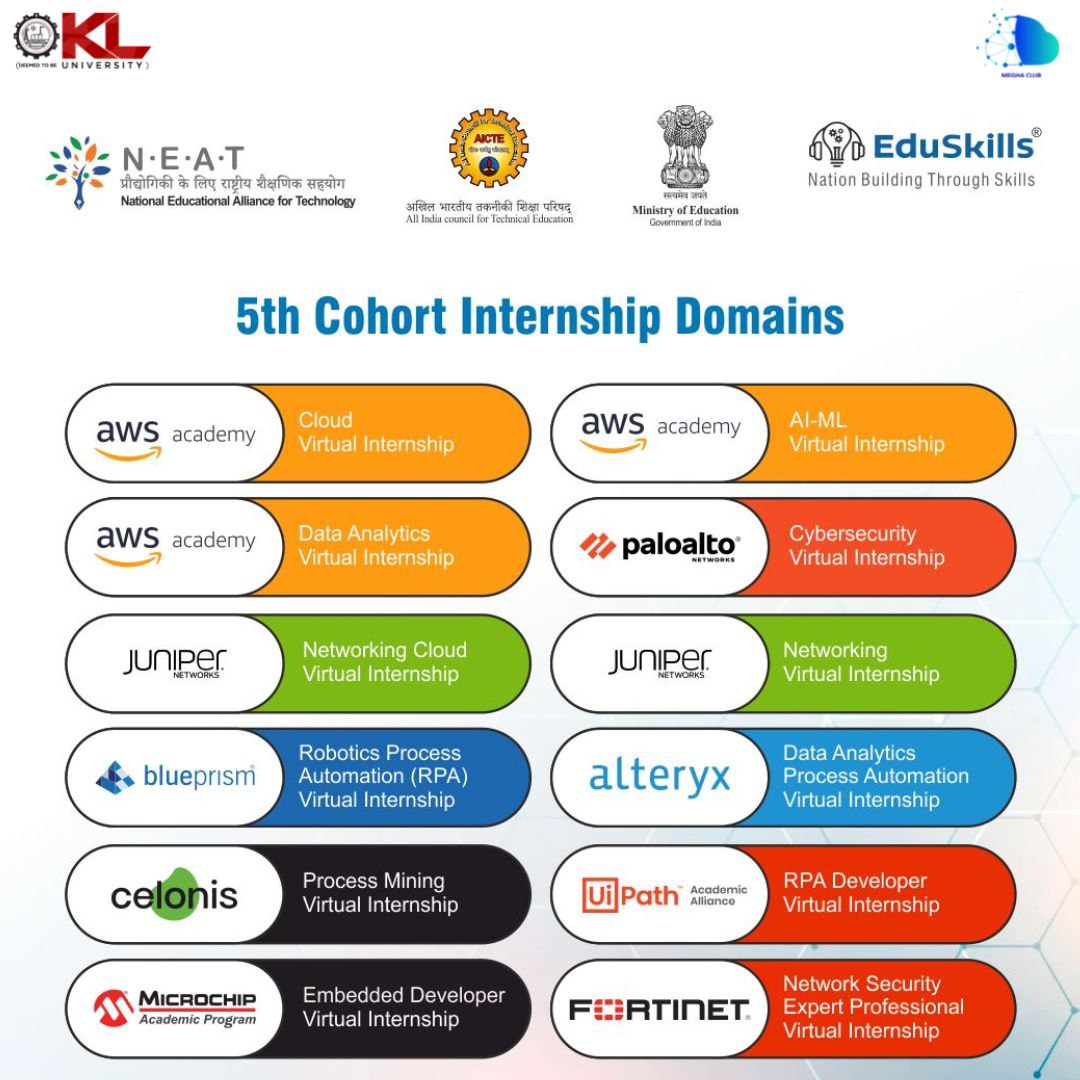 KL
(DEEMED TO BE UNIVERSITY)
MEGHA CLUB
N·E·A·T
प्रौद्योगिकी के लिए राष्ट्रीय शैक्षणिक सहयोग
National Educational Alliance for Technology
AICTE
अखिल भारतीय तकनीकी शिक्षा परिषद्
All India council for Technical Education
सत्यमेव जयते
Ministry of Education
Government of India
EduSkills®
Nation Building Through Skills
5th Cohort Internship Domains
aws academy
Cloud
Virtual Internship
aws academy
AI-ML
Virtual Internship
aws academy
Data Analytics
Virtual Internship
paloalto®
NETWORKS
Cybersecurity
Virtual Internship
JUNIPER
NETWORKS
Networking Cloud
Virtual Internship
JUNIPER
NETWORKS
Networking
Virtual Internship
blueprism®
Robotics Process
Automation (RPA)
Virtual Internship
alteryx
Data Analytics
Process Automation
Virtual Internship
celonis
Process Mining
Virtual Internship
UiPath™ Academic
Alliance
RPA Developer
Virtual Internship
MICROCHIP
Academic Program
Embedded Developer
Virtual Internship
FORTINET®
Network Security
Expert Professional
Virtual Internship